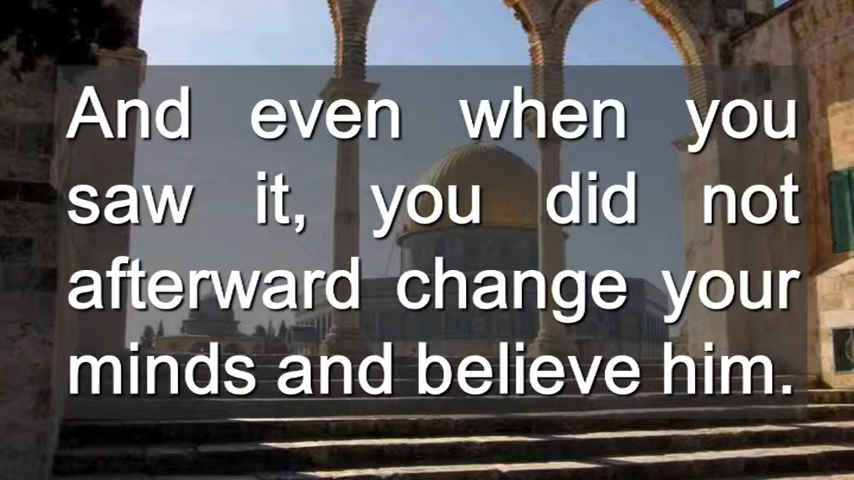 And even when you
saw it, you did not
afterward change your
minds and believe him.